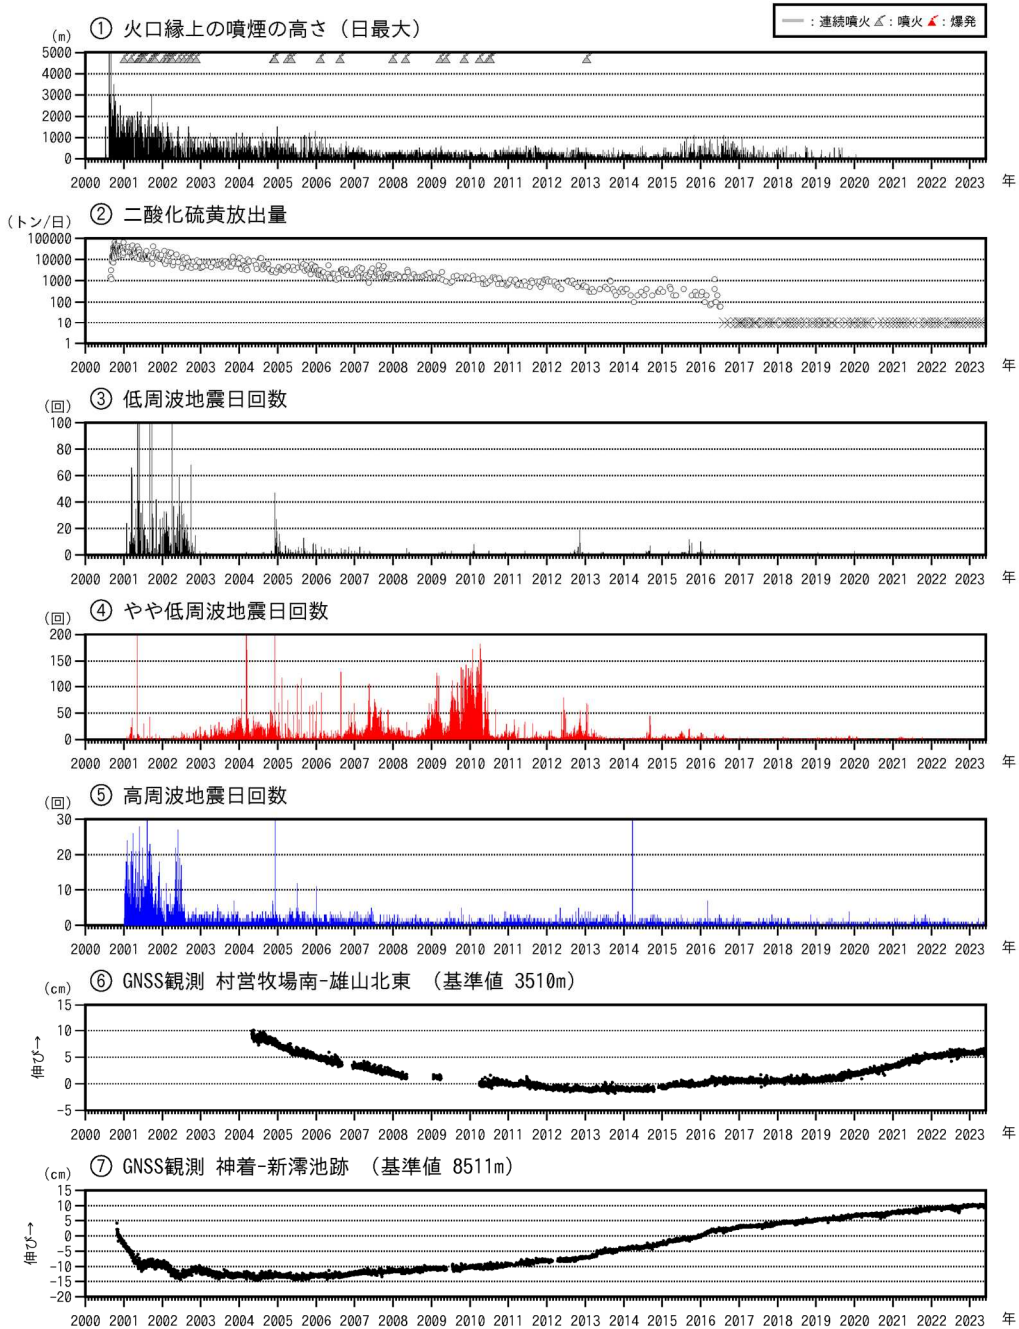 ━ : 連続噴火 : 噴火 : 爆発
① 火口縁上の噴煙の高さ（日最大）
(m)
5000
4000
3000
2000
1000
0
2000 2001 2002 2003 2004 2005 2006 2007 2008 2009 2010 2011 2012 2013 2014 2015 2016 2017 2018 2019 2020 2021 2022 2023 年
② 二酸化硫黄放出量
(トン/日)
100000
10000
1000
100
10
1
2000 2001 2002 2003 2004 2005 2006 2007 2008 2009 2010 2011 2012 2013 2014 2015 2016 2017 2018 2019 2020 2021 2022 2023 年
③ 低周波地震日回数
(回)
100
80
60
40
20
0
2000 2001 2002 2003 2004 2005 2006 2007 2008 2009 2010 2011 2012 2013 2014 2015 2016 2017 2018 2019 2020 2021 2022 2023 年
④ やや低周波地震日回数
(回)
200
150
100
50
0
2000 2001 2002 2003 2004 2005 2006 2007 2008 2009 2010 2011 2012 2013 2014 2015 2016 2017 2018 2019 2020 2021 2022 2023 年
⑤ 高周波地震日回数
(回)
30
20
10
0
2000 2001 2002 2003 2004 2005 2006 2007 2008 2009 2010 2011 2012 2013 2014 2015 2016 2017 2018 2019 2020 2021 2022 2023 年
⑥ GNSS観測 村営牧場南-雄山北東 （基準値 3510m）
(cm)
15
10
5
0
-5
伸び→
2000 2001 2002 2003 2004 2005 2006 2007 2008 2009 2010 2011 2012 2013 2014 2015 2016 2017 2018 2019 2020 2021 2022 2023 年
⑦ GNSS観測 神着-新澪池跡 （基準値 8511m）
(cm)
15
10
5
0
-5
-10
-15
-20
伸び→
2000 2001 2002 2003 2004 2005 2006 2007 2008 2009 2010 2011 2012 2013 2014 2015 2016 2017 2018 2019 2020 2021 2022 2023 年